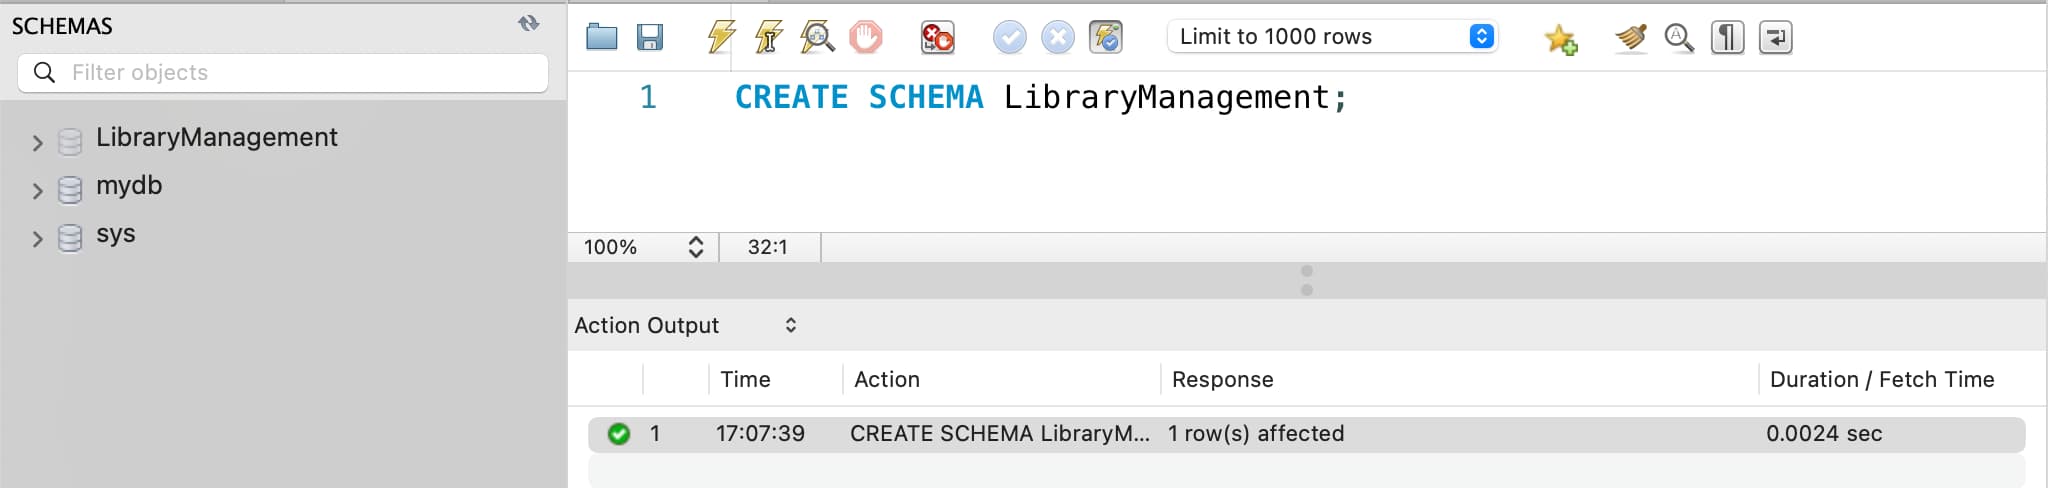 SCHEMAS
Filter objects
LibraryManagement
mydb
sys
Limit to 1000 rows
1 CREATE SCHEMA LibraryManagement;
100% 32:1
Action Output
Time Action Response Duration / Fetch Time
1 17:07:39 CREATE SCHEMA LibraryM... 1 row(s) affected 0.0024 sec